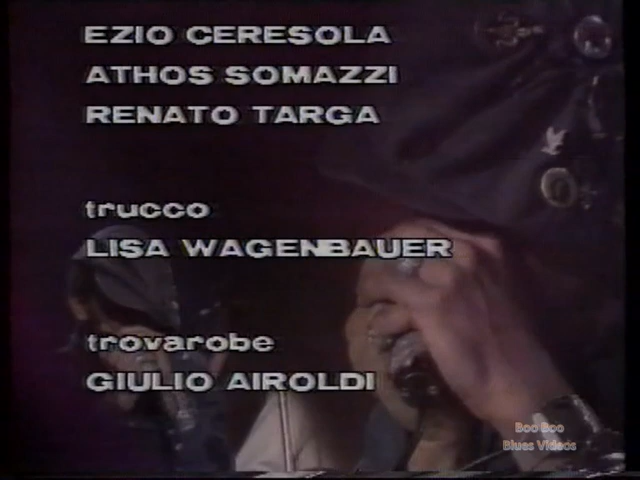 EZIO CERESOLA
ATHOS SOMAZZI
RENATO TARGA
trucco
LISA WAGENBAUER
trovarobe
GIULIO AIROLDI
Boo Boo
Blues Videos